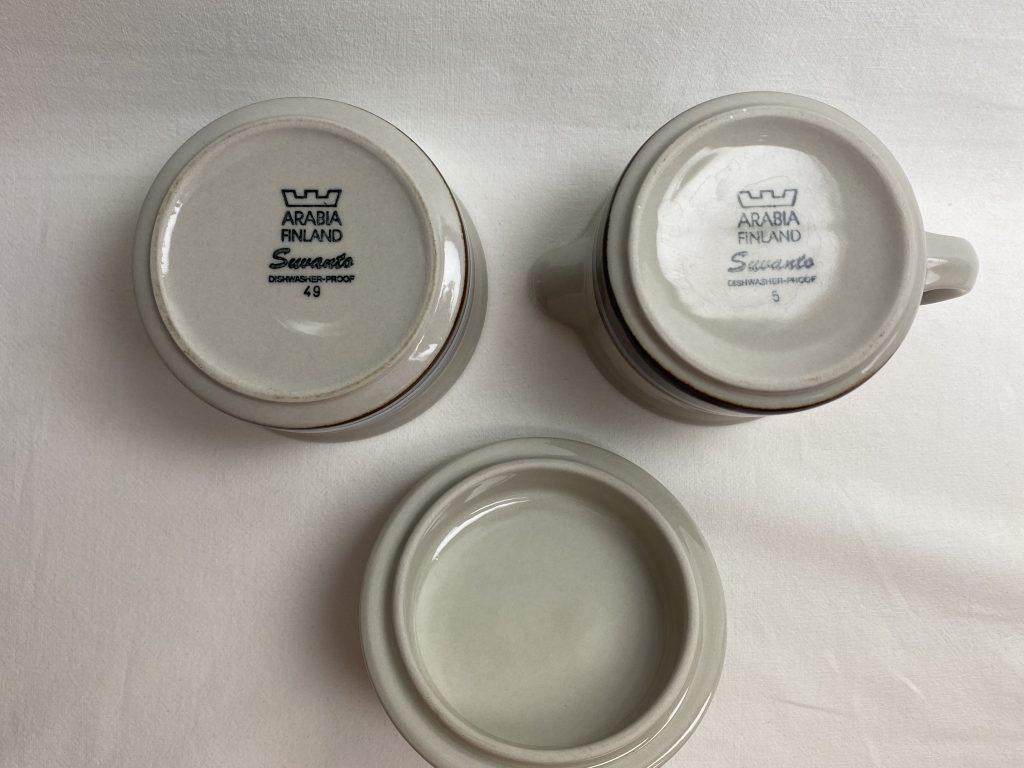 ARABIA
FINLAND
Suvanto
DISHWASHER-PROOF
49
ARABIA
FINLAND
Suvanto
DISHWASHER-PROOF
5